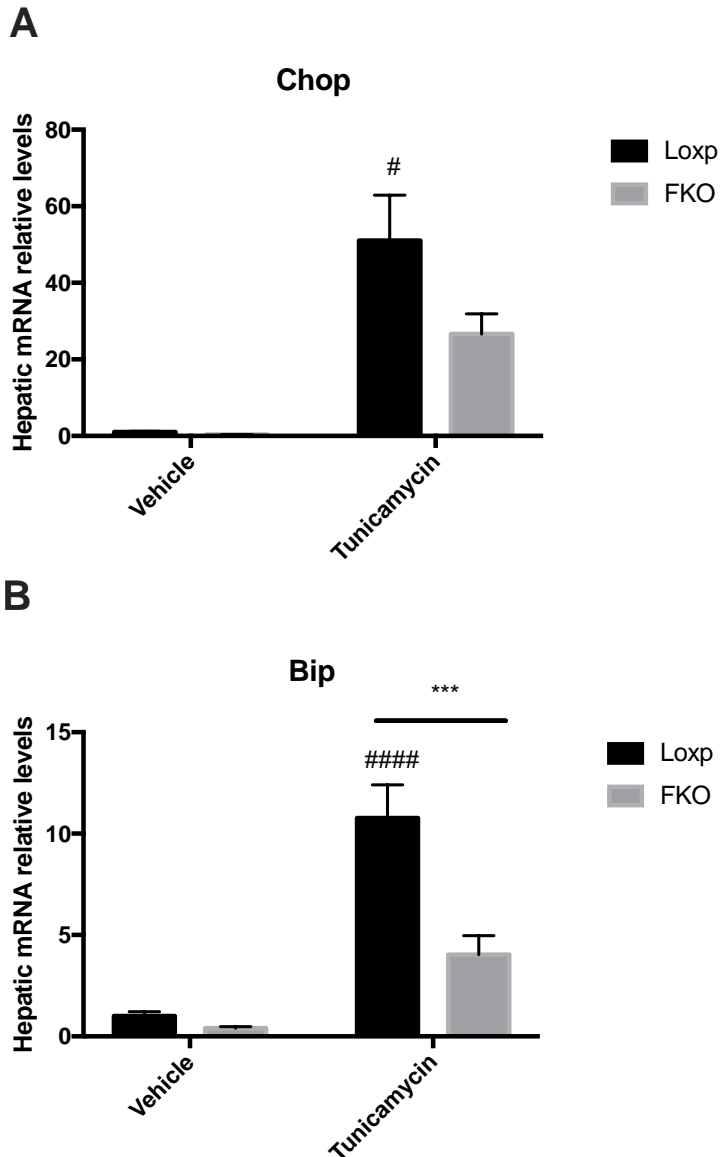 A
Chop
Hepatic mRNA relative levels
80
60
40
20
0
#
Loxp
FKO
Vehicle
Tunicamycin
B
Bip
Hepatic mRNA relative levels
15
10
5
0
***
####
Loxp
FKO
Vehicle
Tunicamycin